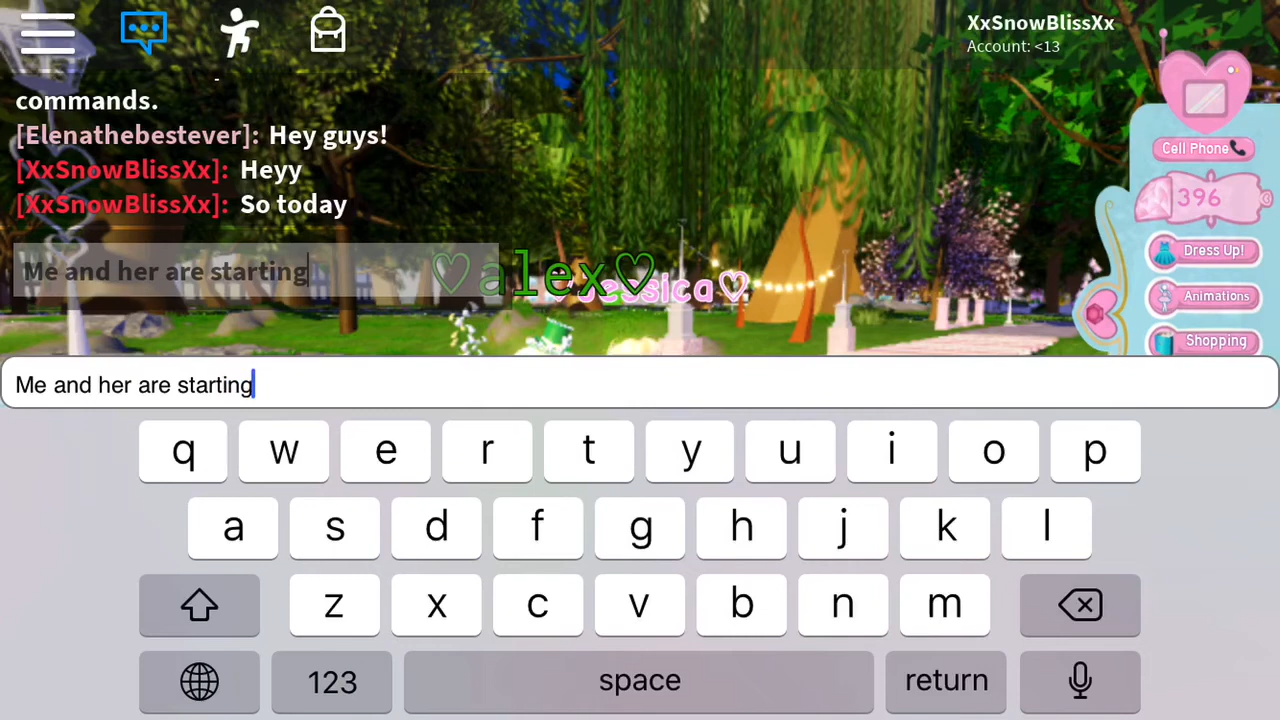 XxSnowBlissXx
Account: <13
commands.
[Elenathebestever]: Hey guys!
[XxSnowBlissXx]: Heyy
[XxSnowBlissXx]: So today
Me and her are starting
♡alex♡
Jessica♡
Cell Phone
396
Dress Up!
Animations
Shopping
Me and her are starting
q w e r t y u i o p
a s d f g h j k l
z x c v b n m
123 space return